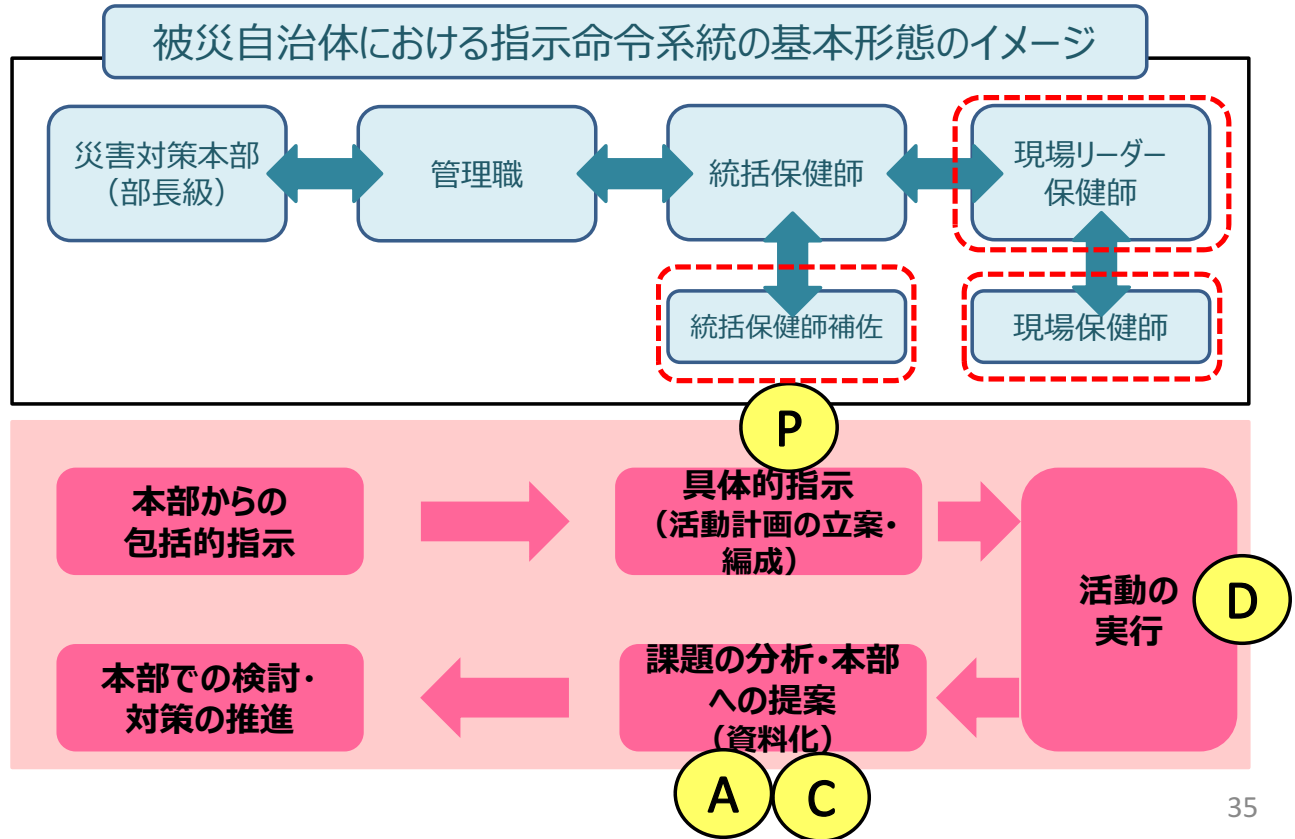 被災自治体における指示命令系統の基本形態のイメージ
災害対策本部
（部長級）
管理職
統括保健師
現場リーダー
保健師
統括保健師補佐
現場保健師
P
本部からの
包括的指示
具体的指示
（活動計画の立案・
編成）
活動の
実行
D
本部での検討・
対策の推進
課題の分析・本部
への提案
（資料化）
A
C
35